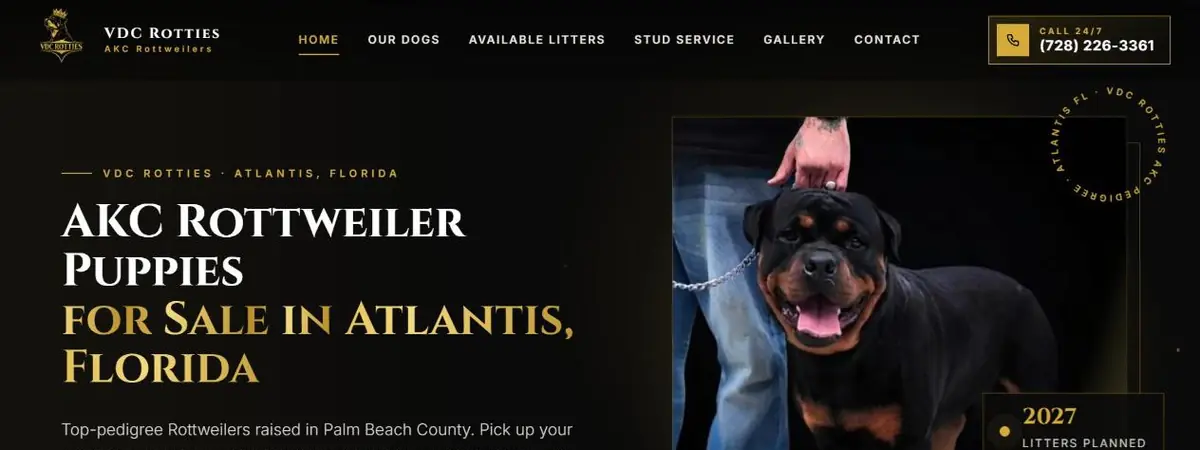 VDC ROTTIES
VDC ROTTIES
AKC Rottweilers
HOME
OUR DOGS
AVAILABLE LITTERS
STUD SERVICE
GALLERY
CONTACT
CALL 24/7
(728) 226-3361
ATLANTIS FL · VDC ROTTIES AKC PEDIGREE ·
VDC ROTTIES · ATLANTIS, FLORIDA
AKC Rottweiler
Puppies
for Sale in Atlantis,
Florida
Top-pedigree Rottweilers raised in Palm Beach County. Pick up your
2027
LITTERS PLANNED